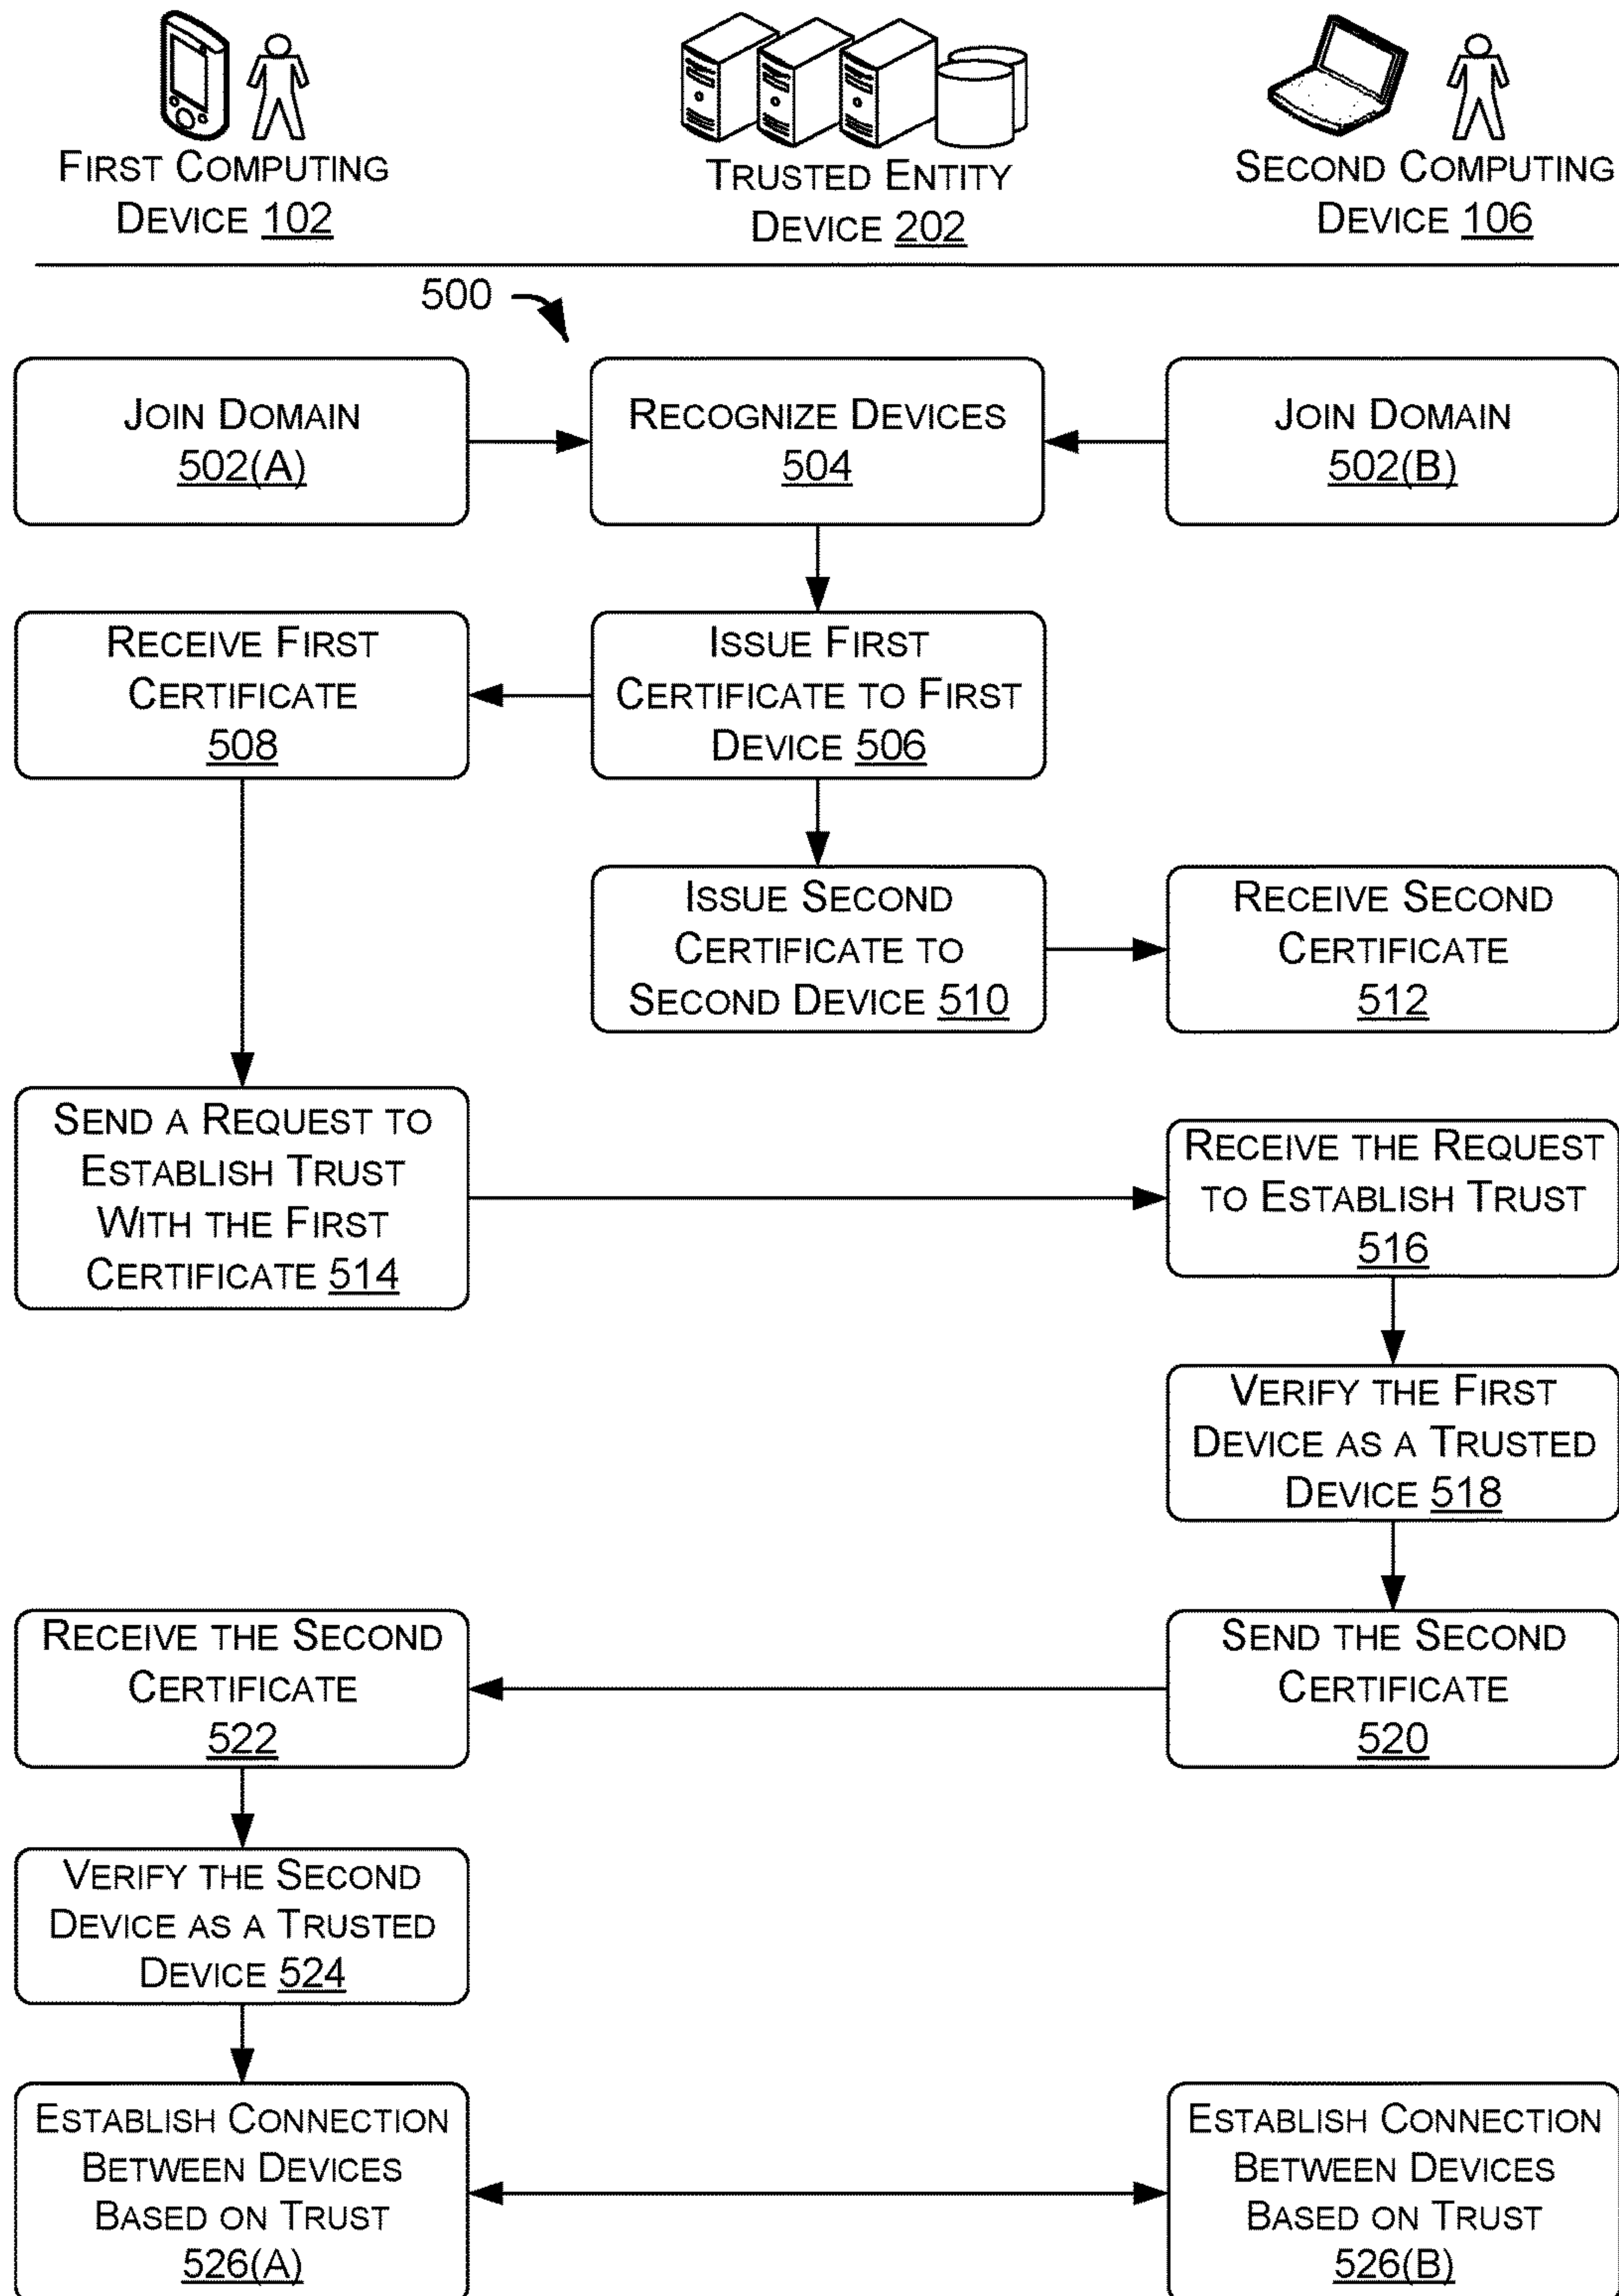 FIRST COMPUTING
DEVICE 102
TRUSTED ENTITY
DEVICE 202
SECOND COMPUTING
DEVICE 106
500
JOIN DOMAIN
502(A)
RECOGNIZE DEVICES
504
JOIN DOMAIN
502(B)
RECEIVE FIRST
CERTIFICATE
508
ISSUE FIRST
CERTIFICATE TO FIRST
DEVICE 506
ISSUE SECOND
CERTIFICATE TO
SECOND DEVICE 510
RECEIVE SECOND
CERTIFICATE
512
SEND A REQUEST TO
ESTABLISH TRUST
WITH THE FIRST
CERTIFICATE 514
RECEIVE THE REQUEST
TO ESTABLISH TRUST
516
VERIFY THE FIRST
DEVICE AS A TRUSTED
DEVICE 518
RECEIVE THE SECOND
CERTIFICATE
522
SEND THE SECOND
CERTIFICATE
520
VERIFY THE SECOND
DEVICE AS A TRUSTED
DEVICE 524
ESTABLISH CONNECTION
BETWEEN DEVICES
BASED ON TRUST
526(A)
ESTABLISH CONNECTION
BETWEEN DEVICES
BASED ON TRUST
526(B)